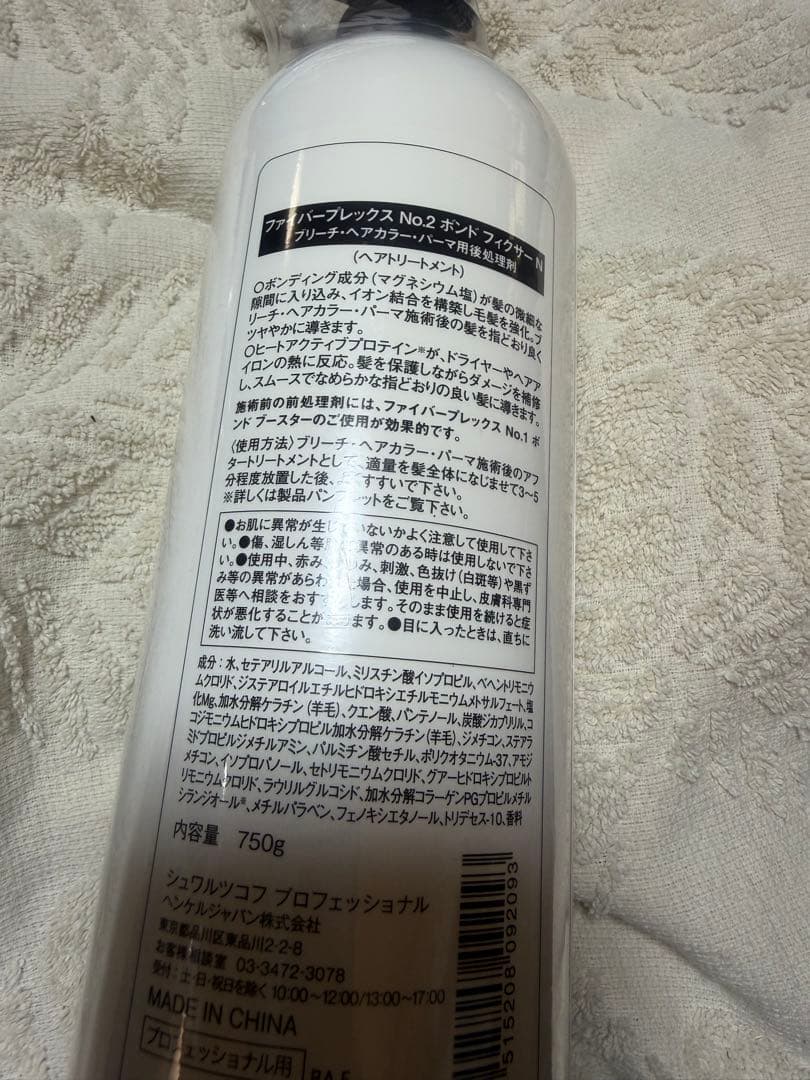 ファイバープレックス No.2 ボンド フィクサー N
ブリーチ・ヘアカラー・パーマ用後処理剤
(ヘアトリートメント)
○ボンディング成分(マグネシウム塩)が髪の微細な
隙間に入り込み、イオン結合を構築し毛髪を強化。ブ
リーチ・ヘアカラー・パーマ施術後の髪を指どおり良く
ツヤやかに導きます。
○ヒートアクティブプロテイン※が、ドライヤーやヘアア
イロンの熱に反応。髪を保護しながらダメージを補修
し、スムースでなめらかな指どおりの良い髪に導きます。
施術前の前処理剤には、ファイバープレックス No.1 ボ
ンド ブースターのご使用が効果的です。
〈使用方法〉ブリーチ・ヘアカラー・パーマ施術後のアフ
タートリートメントとして、適量を髪全体になじませて3~5
分程度放置した後、よくすすいで下さい。
※詳しくは製品パンフレットをご覧下さい。
●お肌に異常が生じていないかよく注意して使用して下さ
い。●傷、湿しん等 異常のある時は使用しないで下さ
い。●使用中、赤み、 み、刺激、色抜け(白斑等)や黒ず
み等の異常があらわ た場合、使用を中止し、皮膚科専門
医等へ相談をおすすめします。そのまま使用を続けると症
状が悪化することがあります。●目に入ったときは、直ちに
洗い流して下さい。
成分:水、セテアリルアルコール、ミリスチン酸イソプロピル、ベヘントリモニウ
ムクロリド、ジステアロイルエチルヒドロキシエチルモニウムメトサルフェート、塩
化Mg、加水分解ケラチン(羊毛)、クエン酸、パンテノール、炭酸ジカプリリル、コ
コジモニウムヒドロキシプロピル加水分解ケラチン(羊毛)、ジメチコン、ステアラ
ミドプロピルジメチルアミン、パルミチン酸セチル、ポリクオタニウム-37、アモジ
メチコン、イソプロパノール、セトリモニウムクロリド、グアーヒドロキシプロピルト
リモニウムクロリド、ラウリルグルコシド、加水分解コラーゲンPGプロピルメチル
シランジオール※、メチルパラベン、フェノキシエタノール、トリデセス-10、香料
内容量 750g
シュワルツコフ プロフェッショナル
ヘンケルジャパン株式会社
東京都品川区東品川2-2-8
お客様相談室 03-3472-3078
受付:土・日・祝日を除く 10:00~12:00/13:00~17:00
MADE IN CHINA
プロフェッショナル用
515208 092093